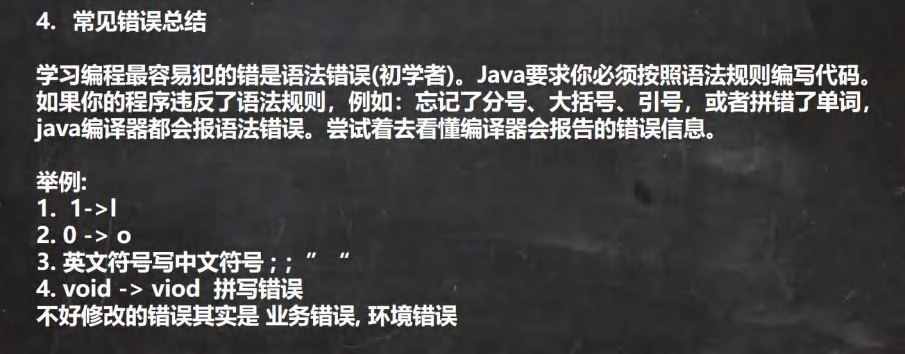 4. 常见错误总结
学习编程最容易犯的错是语法错误(初学者)。Java要求你必须按照语法规则编写代码。
如果你的程序违反了语法规则，例如：忘记了分号、大括号、引号，或者拼错了单词，
java编译器都会报语法错误。尝试着去看懂编译器会报告的错误信息。
举例:
1. 1->l
2. 0 -> o
3. 英文符号写中文符号 ; ; ” “
4. void -> viod 拼写错误
不好修改的错误其实是 业务错误, 环境错误